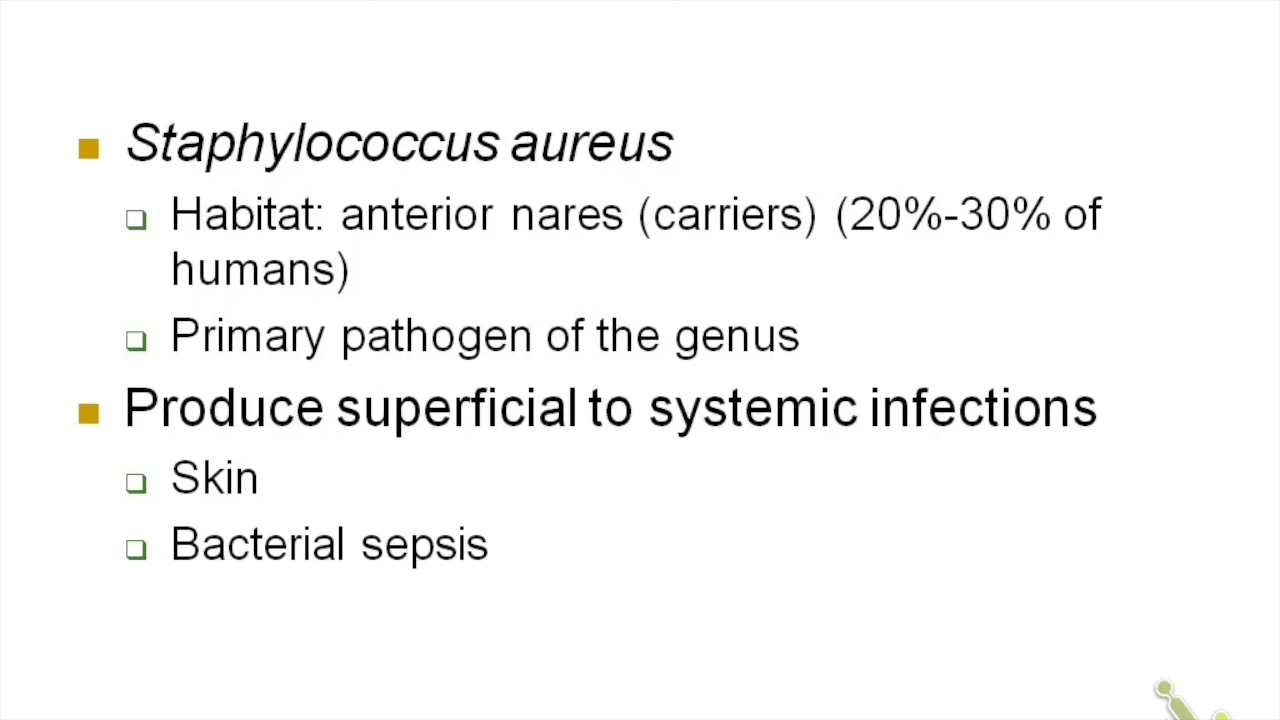 Staphylococcus aureus
Habitat: anterior nares (carriers) (20%-30% of
humans)
Primary pathogen of the genus
Produce superficial to systemic infections
Skin
Bacterial sepsis